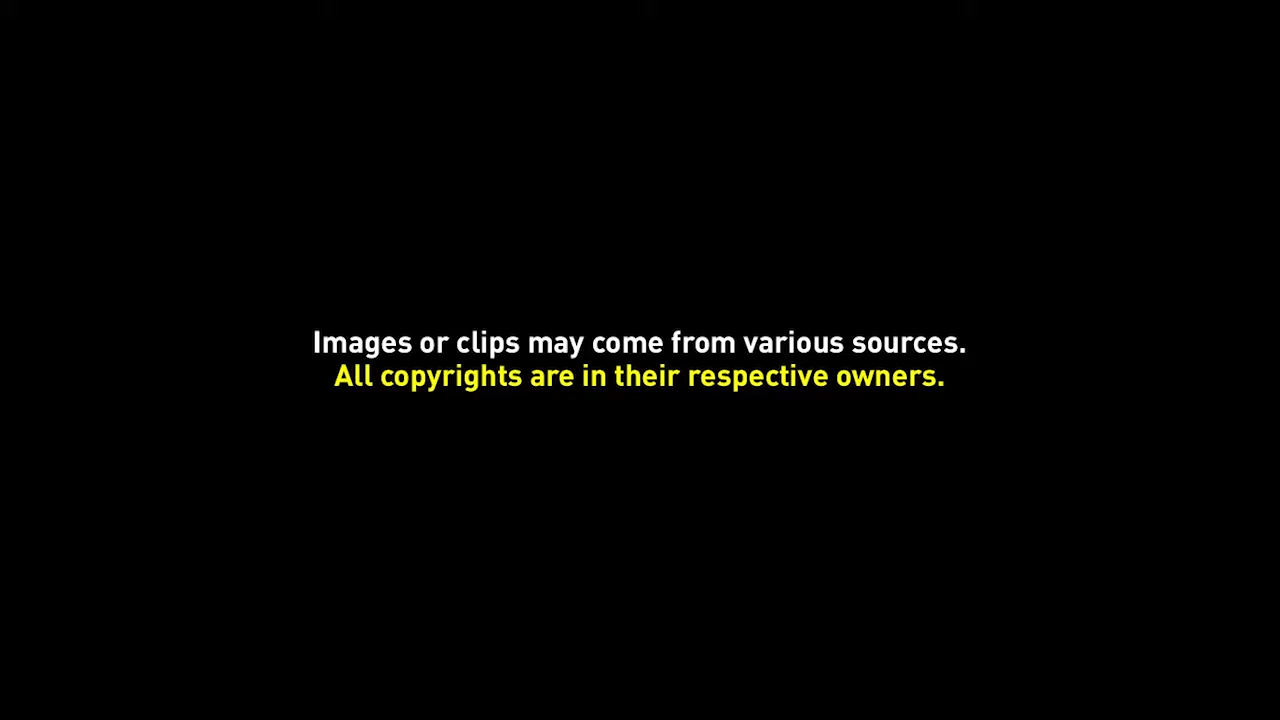 Images or clips may come from various sources.
All copyrights are in their respective owners.